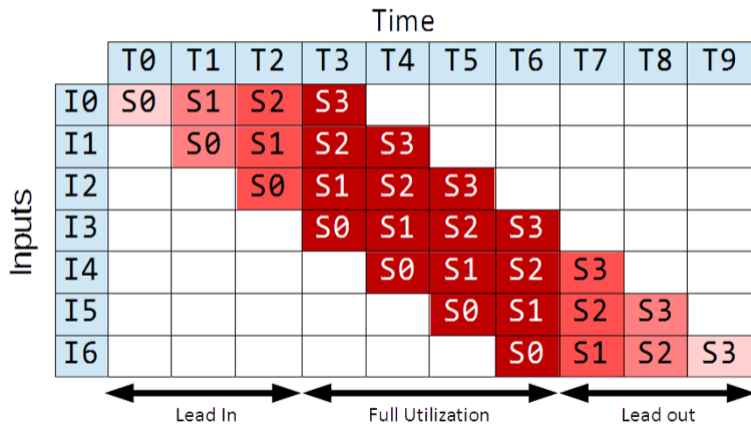 Time
T0 T1 T2 T3 T4 T5 T6 T7 T8 T9
Inputs
I0 S0 S1 S2 S3
I1 S0 S1 S2 S3
I2 S0 S1 S2 S3
I3 S0 S1 S2 S3
I4 S0 S1 S2 S3
I5 S0 S1 S2 S3
I6 S0 S1 S2 S3
Lead In Full Utilization Lead out